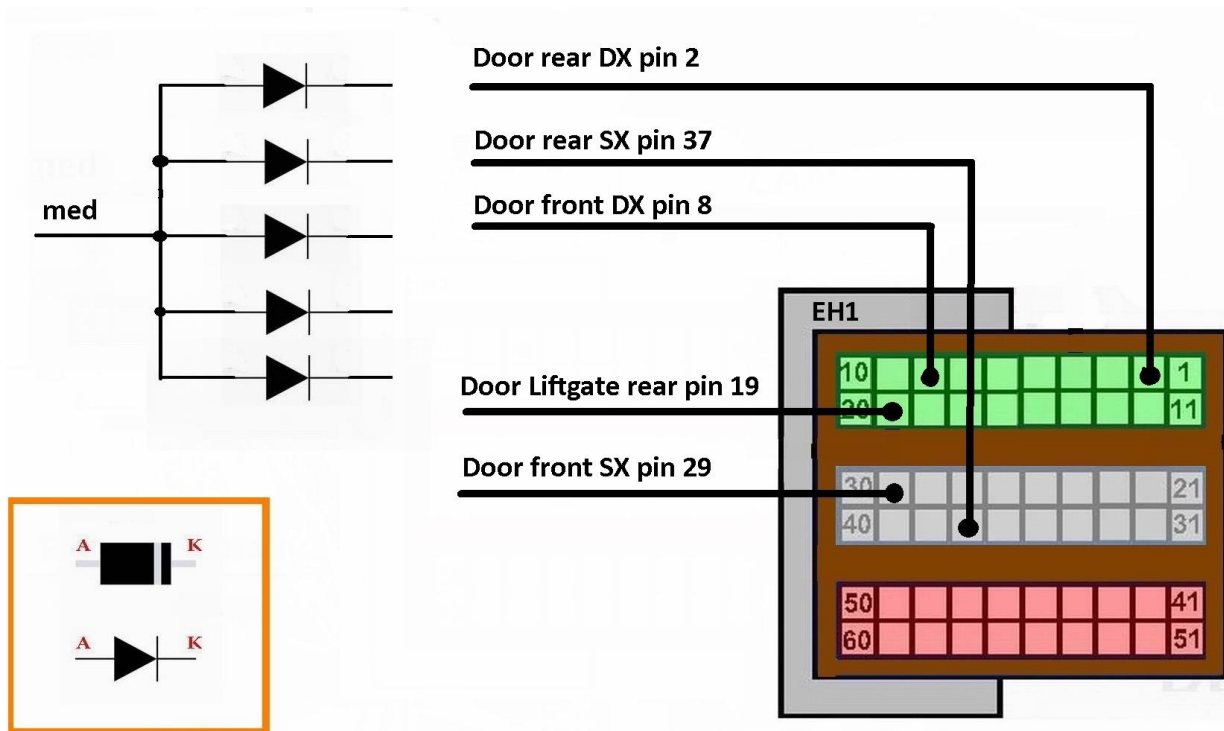 Door rear DX pin 2
Door rear SX pin 37
med
Door front DX pin 8
EH1
10 1
Door Liftgate rear pin 19
20 11
Door front SX pin 29
30 21
40 31
A K
50 41
A K
60 51